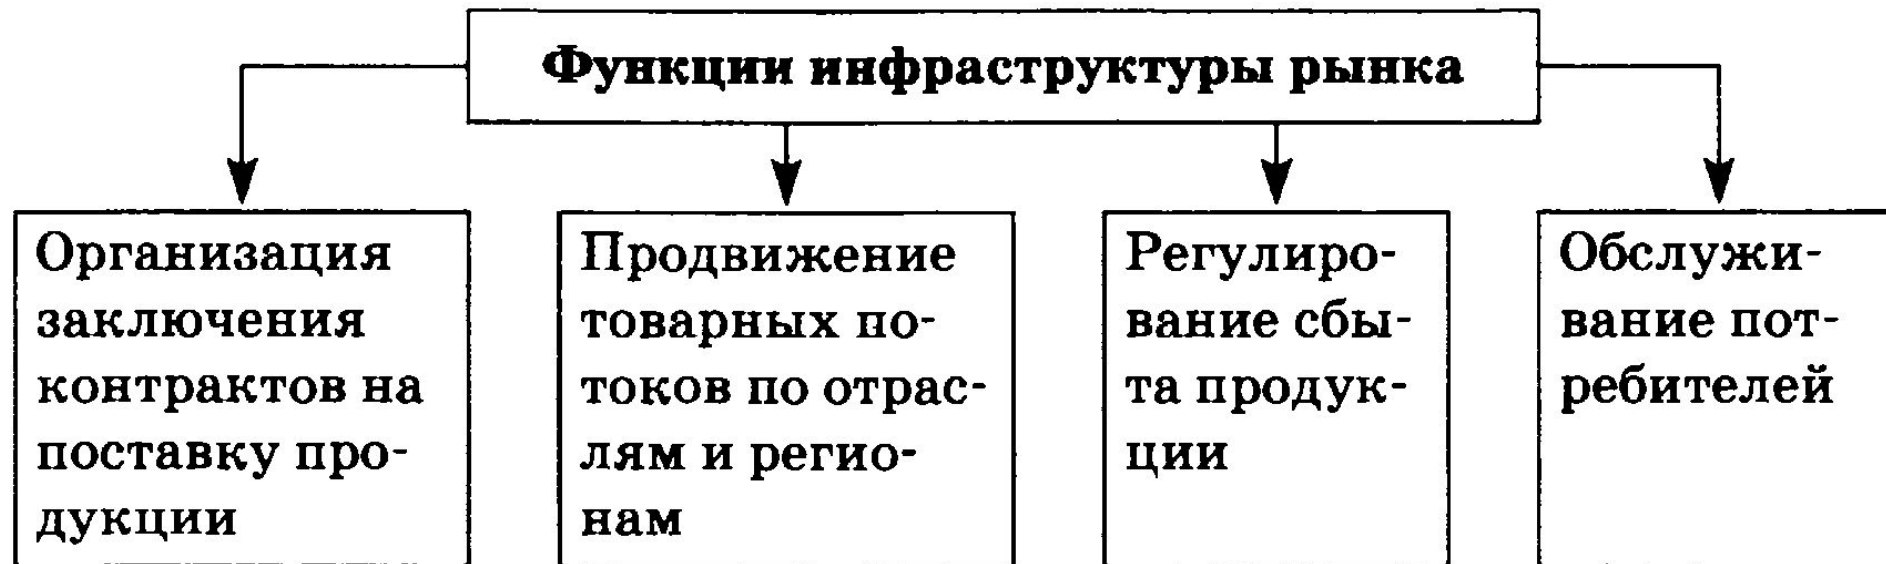 Функции инфраструктуры рынка
Организация
заключения
контрактов на
поставку про-
дукции
Продвижение
товарных по-
токов по отрас-
лям и регио-
нам
Регулиро-
вание сбы-
та продук-
ции
Обслужи-
вание пот-
ребителей